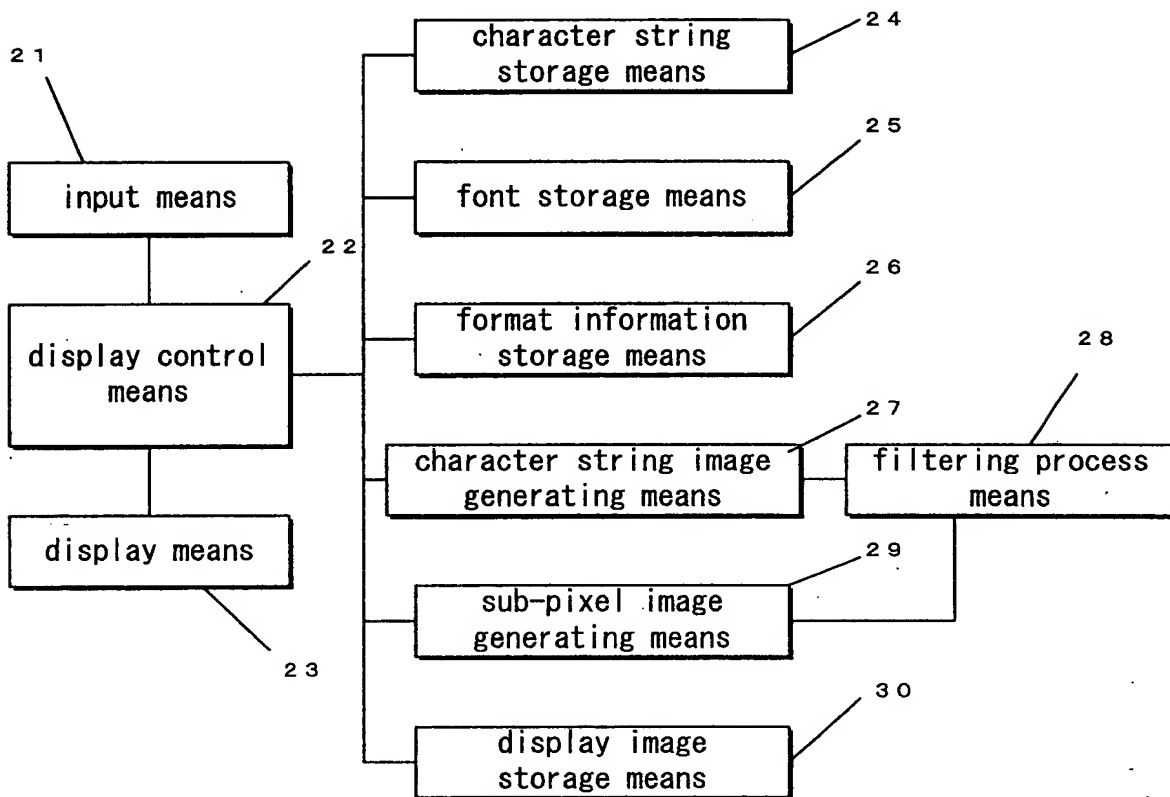 21
input means
22
display control
means
display means
23
character string
storage means
24
font storage means
25
format information
storage means
26
character string image
generating means
27
filtering process
means
28
sub-pixel image
generating means
29
display image
storage means
30